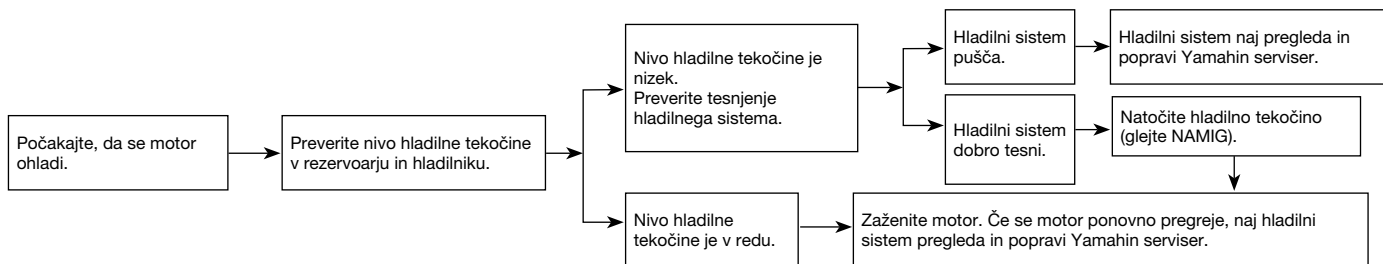 Počakajte, da se motor
ohladi.
Preverite nivo hladilne tekočine
v rezervoarju in hladilniku.
Nivo hladilne tekočine je
nizek.
Preverite tesnjenje
hladilnega sistema.
Hladilni sistem
pušča.
Hladilni sistem naj pregleda in
popravi Yamahin serviser.
Hladilni sistem
dobro tesni.
Natočite hladilno tekočino
(glejte NAMIG).
Nivo hladilne
tekočine je v redu.
Zaženite motor. Če se motor ponovno pregreje, naj hladilni
sistem pregleda in popravi Yamahin serviser.